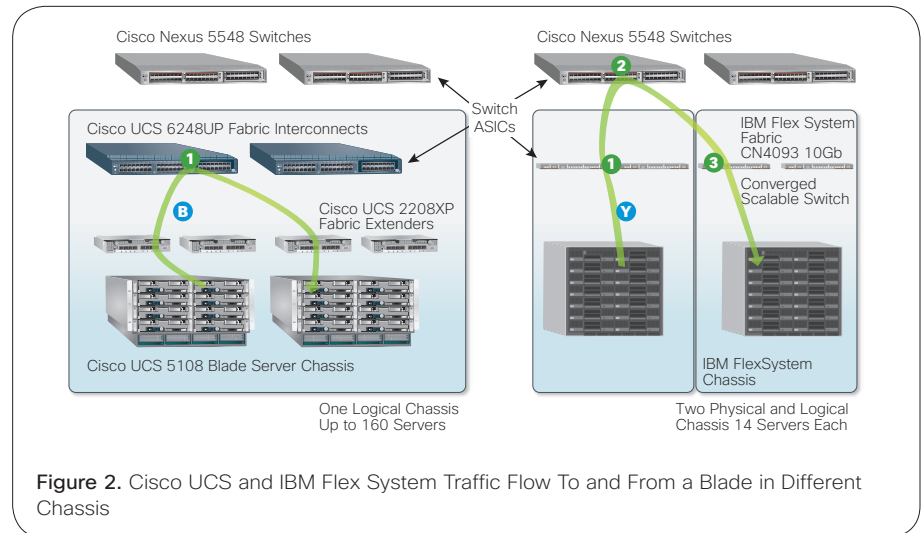 Cisco Nexus 5548 Switches
Cisco Nexus 5548 Switches
2
Switch
ASICs
Cisco UCS 6248UP Fabric Interconnects
1
B
Cisco UCS 2208XP
Fabric Extenders
Cisco UCS 5108 Blade Server Chassis
One Logical Chassis
Up to 160 Servers
IBM Flex System
Fabric
CN4093 10Gb
1
3
Converged
Scalable Switch
Y
IBM FlexSystem
Chassis
Two Physical and Logical
Chassis 14 Servers Each
Figure 2. Cisco UCS and IBM Flex System Traffic Flow To and From a Blade in Different
Chassis